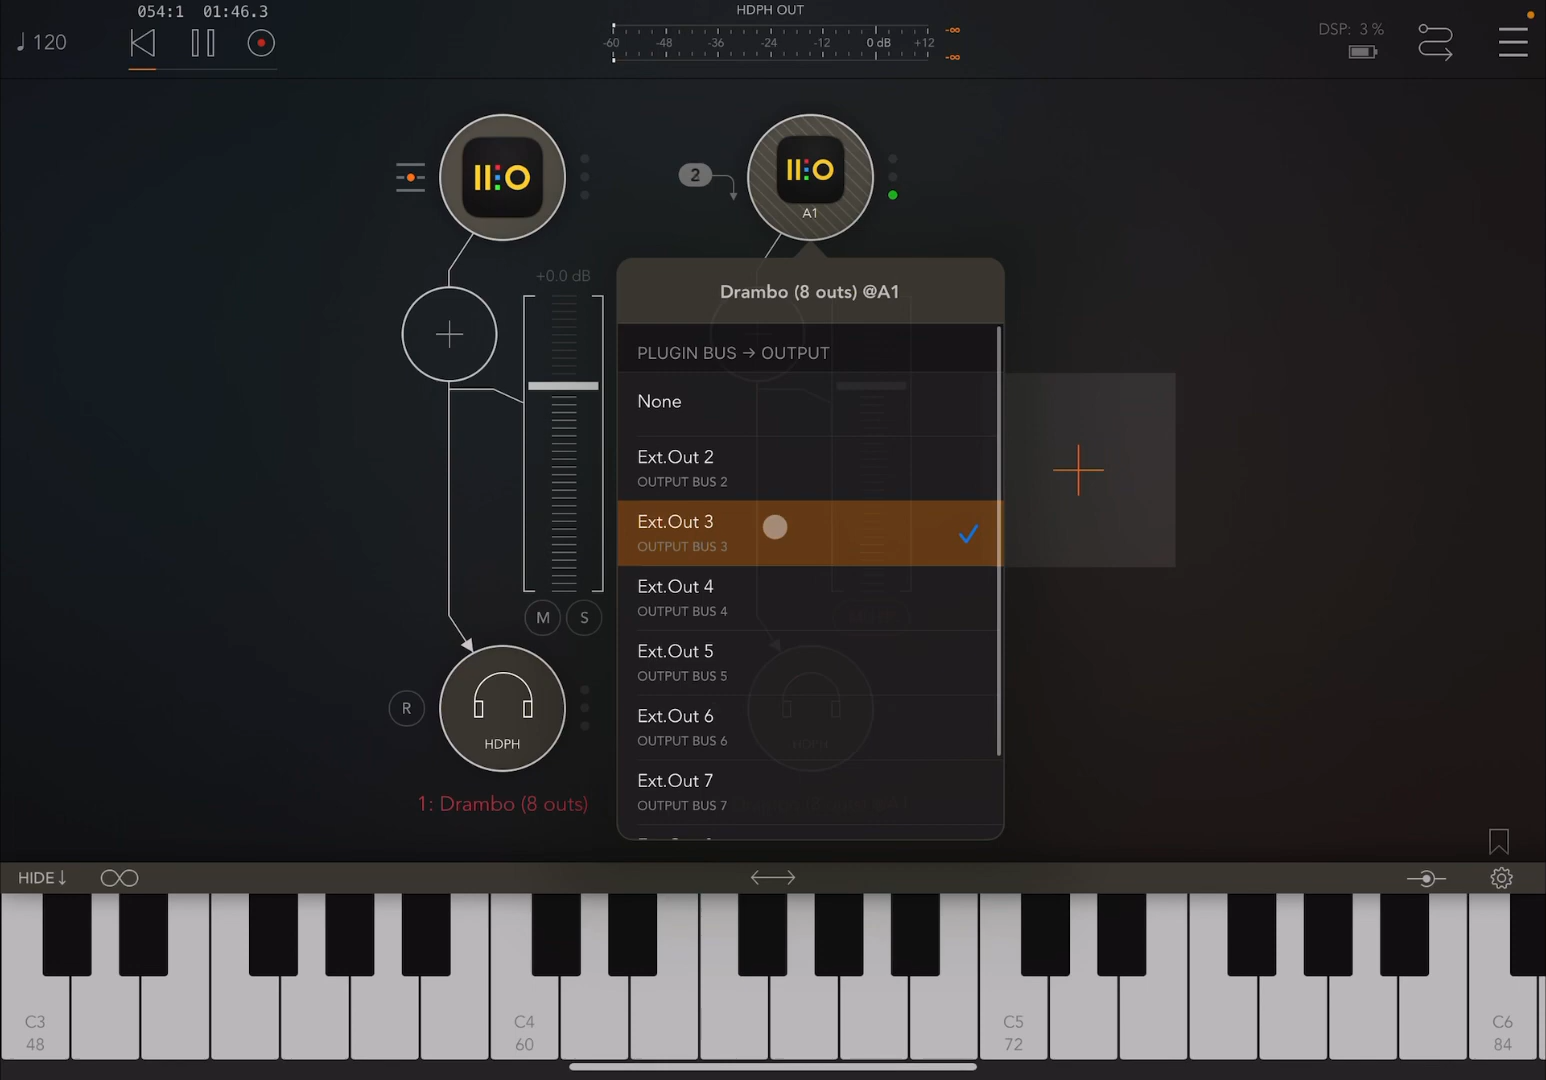 054:1 01:46.3
HDPH OUT
♩ 120
-60 -48 -36 -24 -12 0 dB +12
-∞
-∞
DSP: 3 %
2
A1
+0.0 dB
Drambo (8 outs) @A1
PLUGIN BUS → OUTPUT
None
Ext.Out 2
OUTPUT BUS 2
Ext.Out 3
OUTPUT BUS 3
Ext.Out 4
OUTPUT BUS 4
Ext.Out 5
OUTPUT BUS 5
Ext.Out 6
OUTPUT BUS 6
Ext.Out 7
OUTPUT BUS 7
M S
R
HDPH
1: Drambo (8 outs)
HIDE↓
C3 C4 C5 C6
48 60 72 84